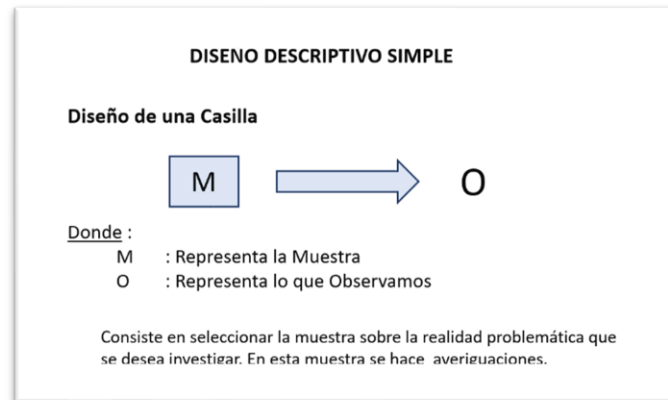 DISENO DESCRIPTIVO SIMPLE
Diseño de una Casilla
M O
Donde :
M : Representa la Muestra
O : Representa lo que Observamos
Consiste en seleccionar la muestra sobre la realidad problemática que
se desea investigar. En esta muestra se hace averiguaciones.